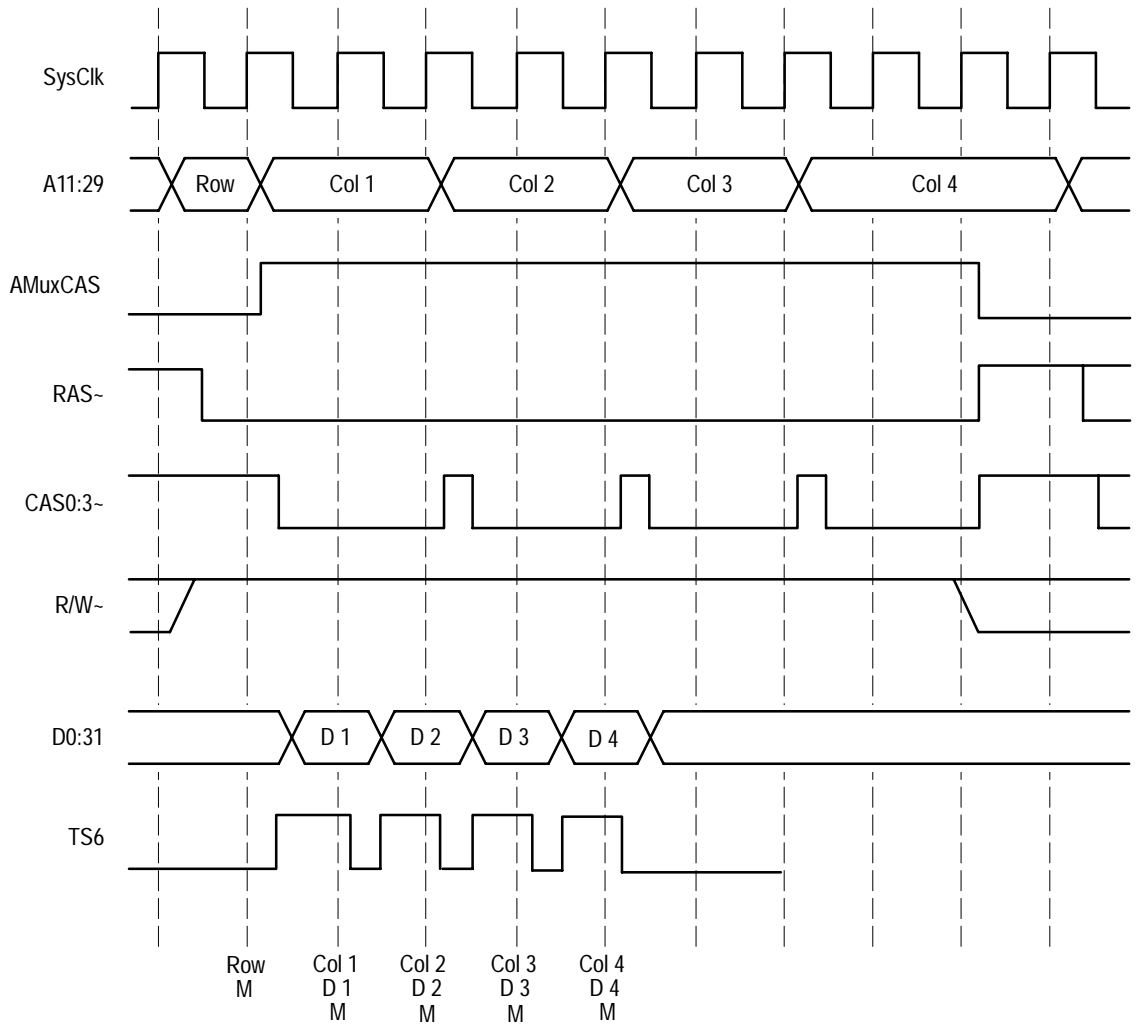 SysClk
A11:29
Row
Col 1
Col 2
Col 3
Col 4
AMuxCAS
RAS~
CAS0:3~
R/W~
D0:31
D 1
D 2
D 3
D 4
TS6
Row
M
Col 1
D 1
M
Col 2
D 2
M
Col 3
D 3
M
Col 4
D 4
M